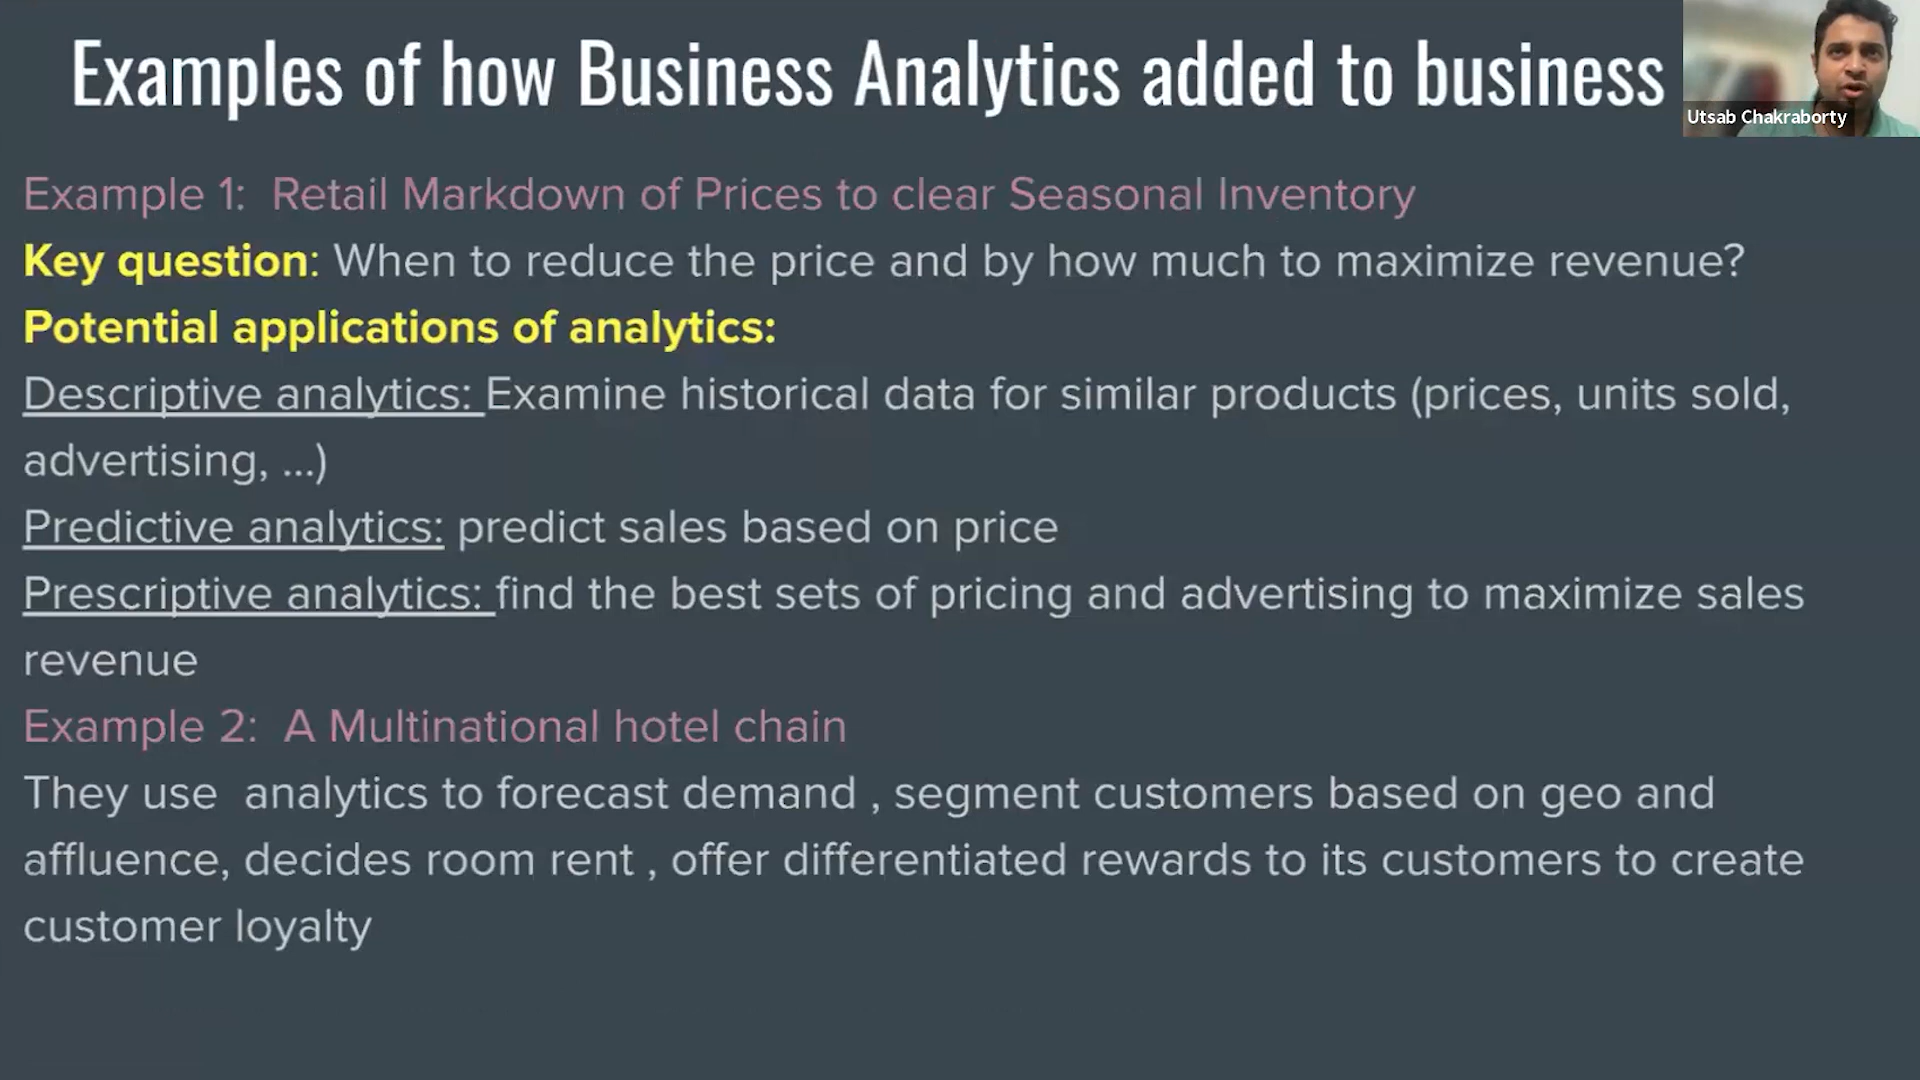 Examples of how Business Analytics added to business
Utsab Chakraborty
Example 1:  Retail Markdown of Prices to clear Seasonal Inventory
Key question: When to reduce the price and by how much to maximize revenue?
Potential applications of analytics:
Descriptive analytics: Examine historical data for similar products (prices, units sold,
advertising, ...)
Predictive analytics: predict sales based on price
Prescriptive analytics: find the best sets of pricing and advertising to maximize sales
revenue
Example 2:  A Multinational hotel chain
They use  analytics to forecast demand , segment customers based on geo and
affluence, decides room rent , offer differentiated rewards to its customers to create
customer loyalty